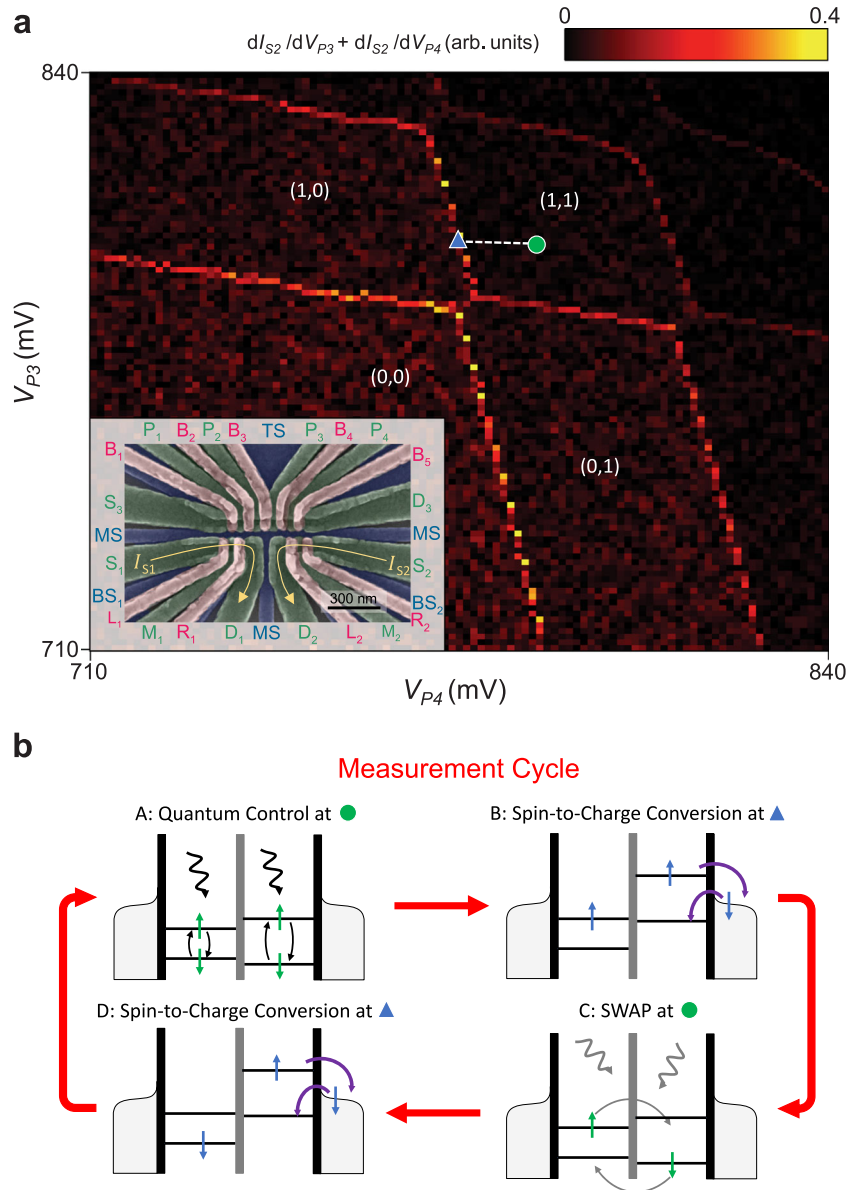 a
dI_S2 /dV_P3 + dI_S2 /dV_P4 (arb. units)
0 0.4
840
(1,0)
(1,1)
V_P3 (mV)
(0,0)
(0,1)
P1 B2 P2 B3 TS P3 B4 P4
B1 B5
S3 D3
MS MS
S1 I_S1 I_S2 S2
BS1 300 nm BS2
L1 R2
M1 R1 D1 MS D2 L2 M2
710
710 840
V_P4 (mV)
b
Measurement Cycle
A: Quantum Control at
B: Spin-to-Charge Conversion at
D: Spin-to-Charge Conversion at
C: SWAP at